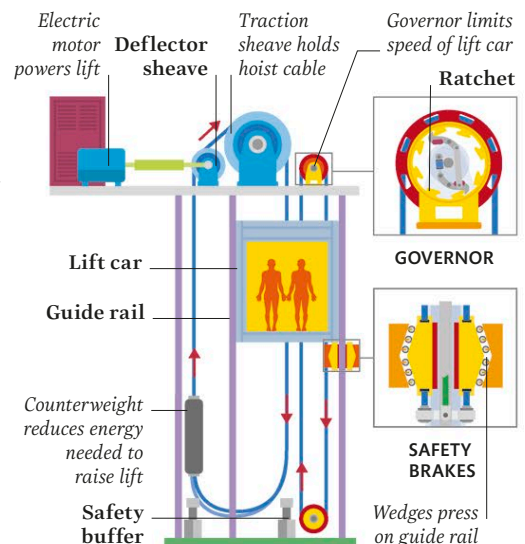 Electric
motor
powers lift
Deflector
sheave
Traction
sheave holds
hoist cable
Governor limits
speed of lift car
Ratchet
GOVERNOR
Lift car
Guide rail
Counterweight
reduces energy
needed to
raise lift
SAFETY
BRAKES
Safety
buffer
Wedges press
on guide rail